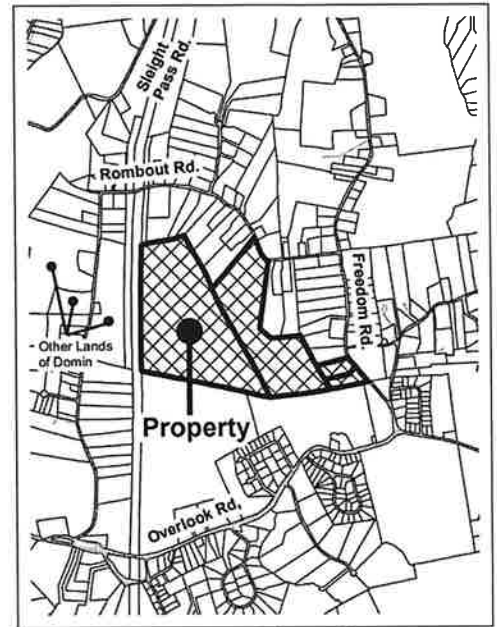 Sleight
Pass Rd.
Rombout Rd.
Freedom Rd.
Other Lands
of Domin
Property
Overlook Rd.